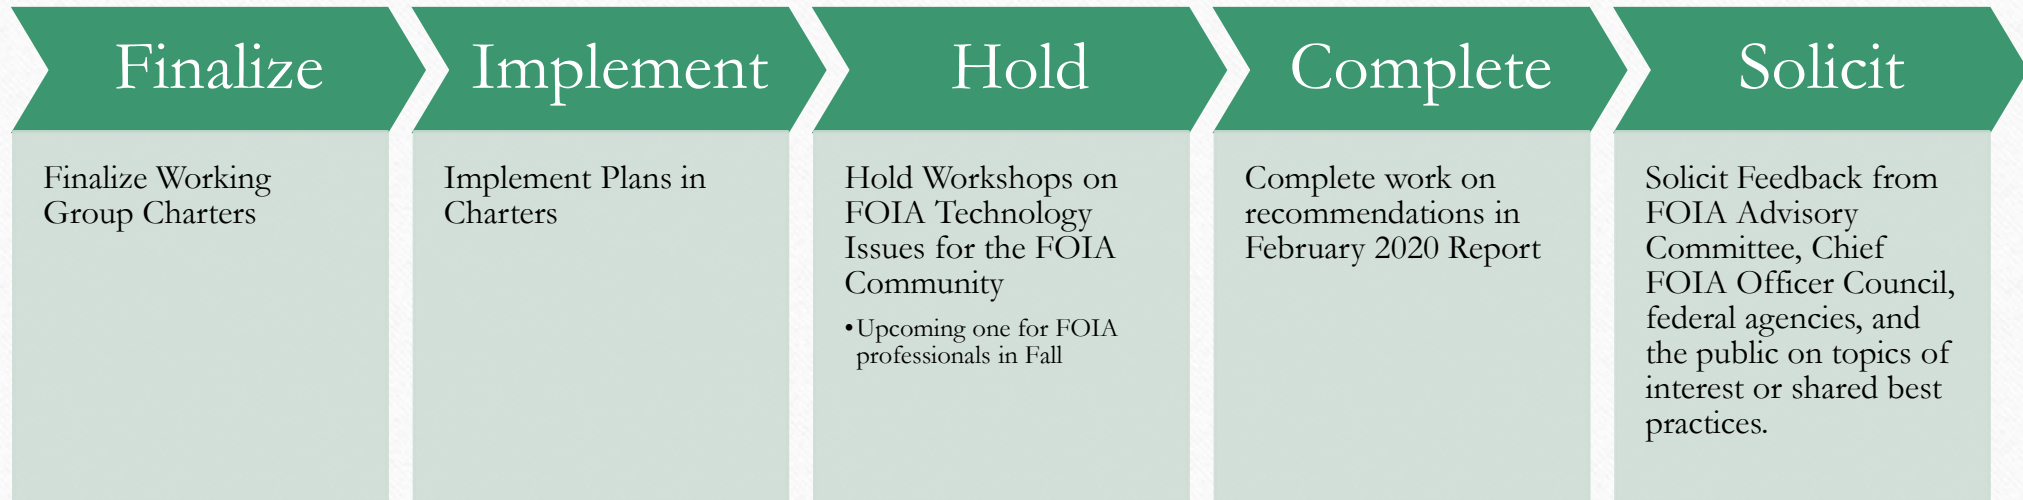 Finalize
Finalize Working
Group Charters
Implement
Implement Plans in
Charters
Hold
Hold Workshops on
FOIA Technology
Issues for the FOIA
Community
•Upcoming one for FOIA
professionals in Fall
Complete
Complete work on
recommendations in
February 2020 Report
Solicit
Solicit Feedback from
FOIA Advisory
Committee, Chief
FOIA Officer Council,
federal agencies, and
the public on topics of
interest or shared best
practices.